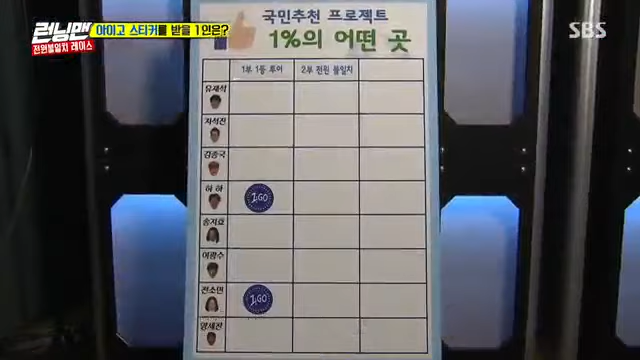 런닝맨
전원불일치 레이스
아이고 스티커를 받을 1인은?
SBS
국민추천 프로젝트
1%의 어떤 곳
1부 1등 투어
2부 전원 불일치
유재석
지석진
김종국
하 하
I GO
송지효
이광수
전소민
I GO
양세찬